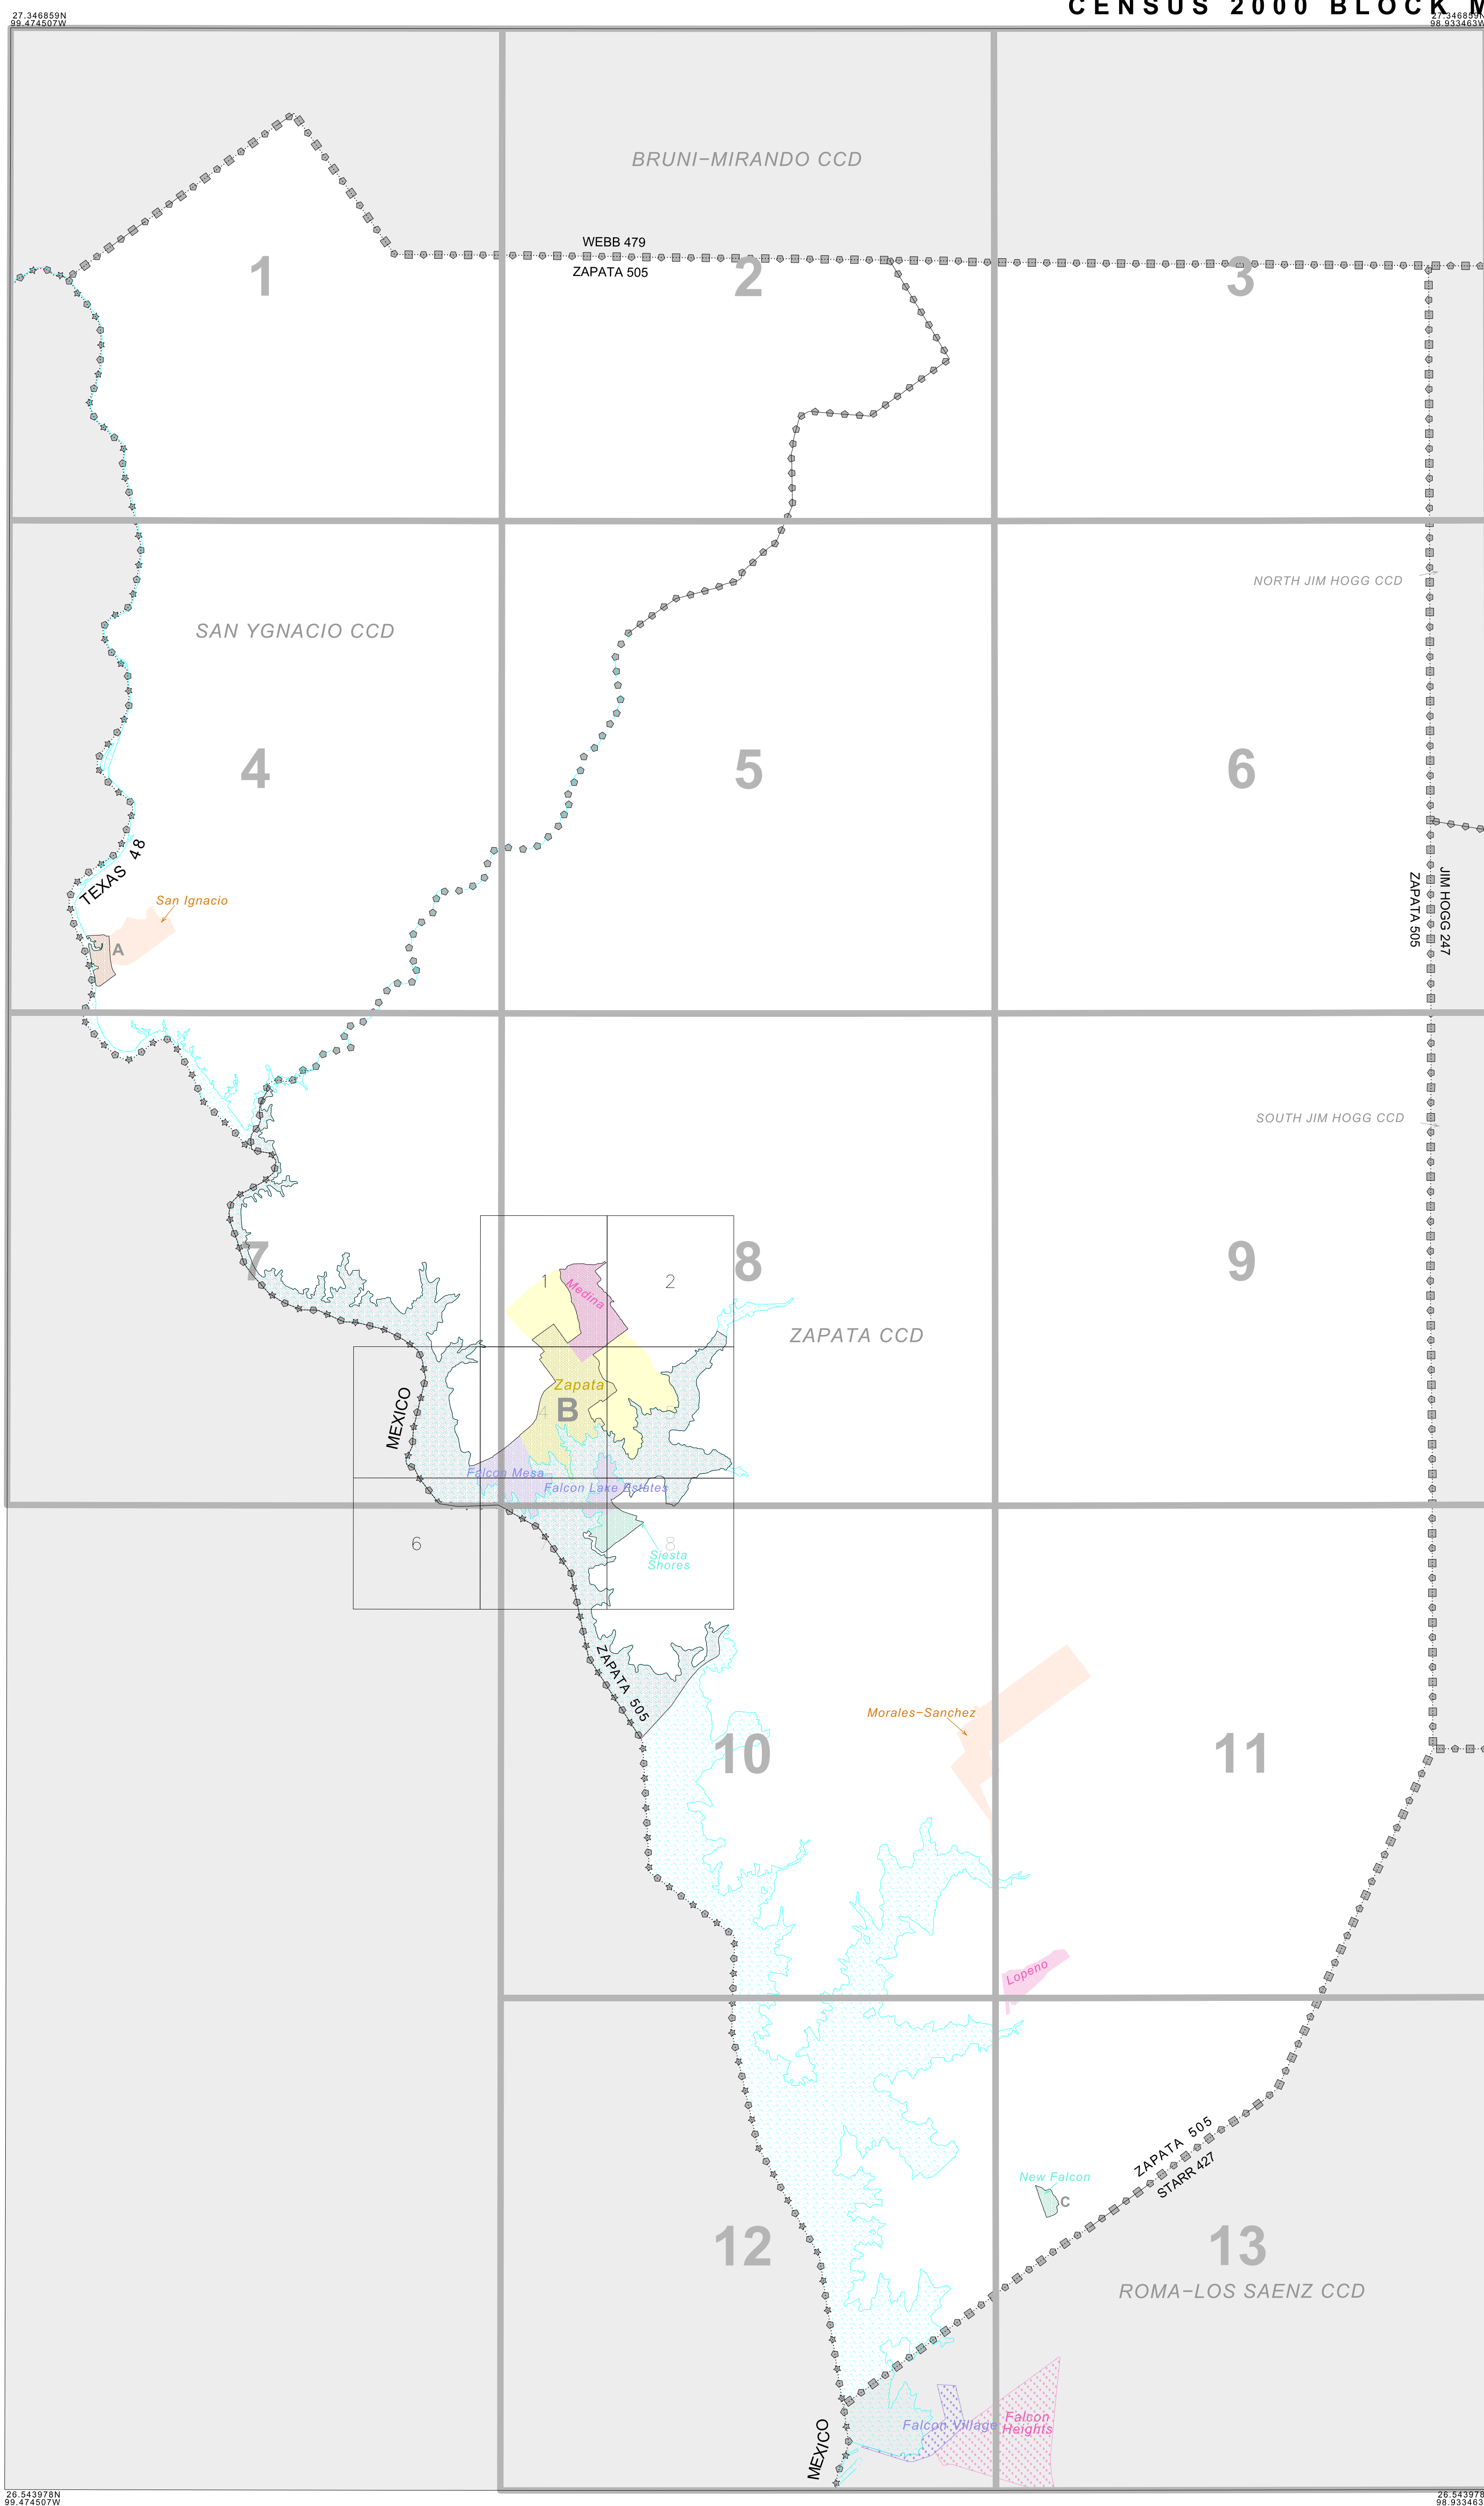 CENSUS 2000 BLOCK M
27.346859N
99.474507W
27.346859N
98.933463W
BRUNI-MIRANDO CCD
WEBB 479
ZAPATA 505
1
2
3
NORTH JIM HOGG CCD
SAN YGNACIO CCD
4
5
6
TEXAS 48
San Ignacio
A
ZAPATA 505
JIM HOGG 247
SOUTH JIM HOGG CCD
7
8
9
1
2
Medina
ZAPATA CCD
MEXICO
Zapata
4
B
5
Falcon Mesa
Falcon Lake Estates
6
7
8
Siesta
Shores
ZAPATA 505
Morales-Sanchez
10
11
Lopeno
ZAPATA 505
STARR 427
New Falcon
C
12
13
ROMA-LOS SAENZ CCD
Falcon Village
Falcon
Heights
MEXICO
26.543978N
99.474507W
26.543978
98.933463